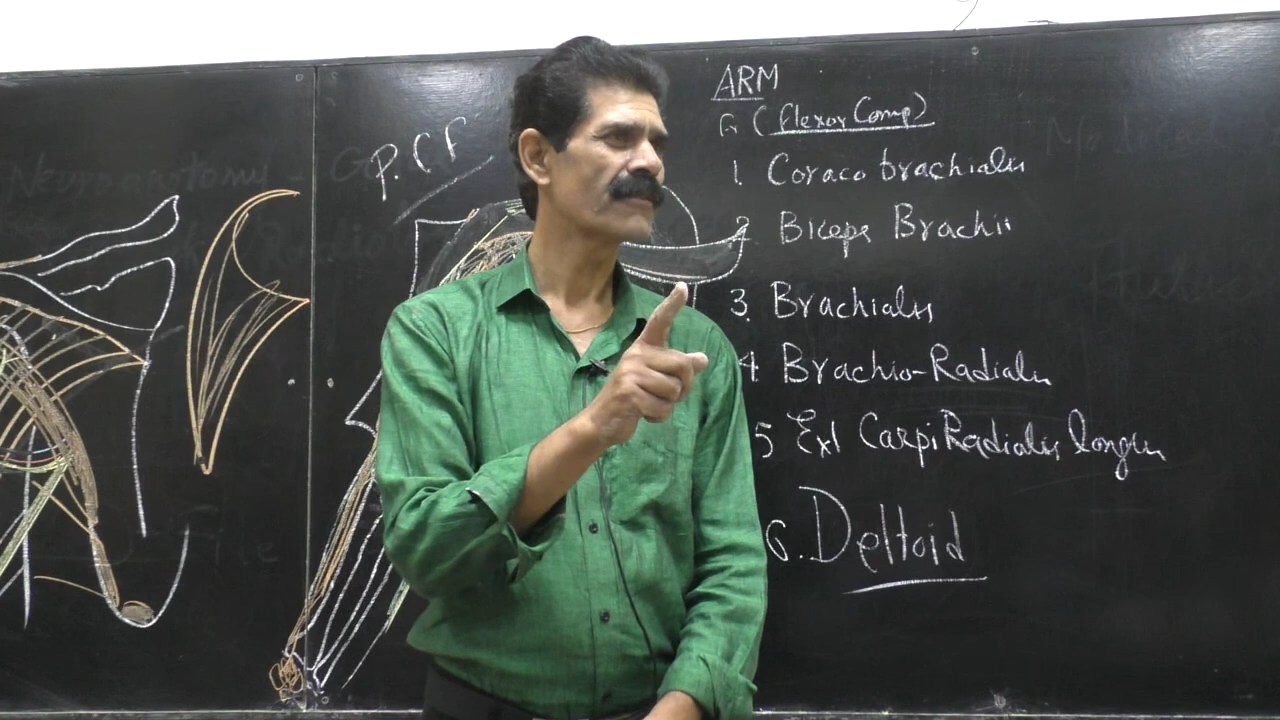 P.C.F
ARM
(flexor Comp)
1. Coraco brachialis
2 Biceps Brachii
3. Brachialis
4. Brachio-Radialis
5 Ext Carpi Radialis longus
6. Deltoid